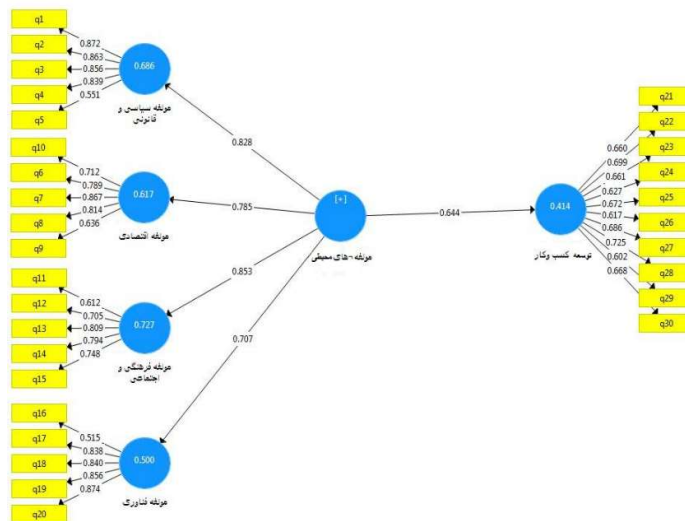 q1
q2
q3
q4
q5
0.872
0.863
0.856
0.839
0.551
0.686
مولفه سیاسی و
قانونی
0.828
q10
q6
q7
q8
q9
0.712
0.789
0.867
0.814
0.636
0.617
مولفه اقتصادی
0.785
q11
q12
q13
q14
q15
0.612
0.705
0.809
0.794
0.748
0.727
مولفه فرهنگی و
اجتماعی
0.853
q16
q17
q18
q19
q20
0.515
0.838
0.840
0.856
0.874
0.500
مولفه فناوری
0.707
[+]
مولفه¬های محیطی
0.644
0.414
توسعه کسب وکار
0.660
0.699
0.661
0.627
0.672
0.617
0.686
0.725
0.602
0.668
q21
q22
q23
q24
q25
q26
q27
q28
q29
q30